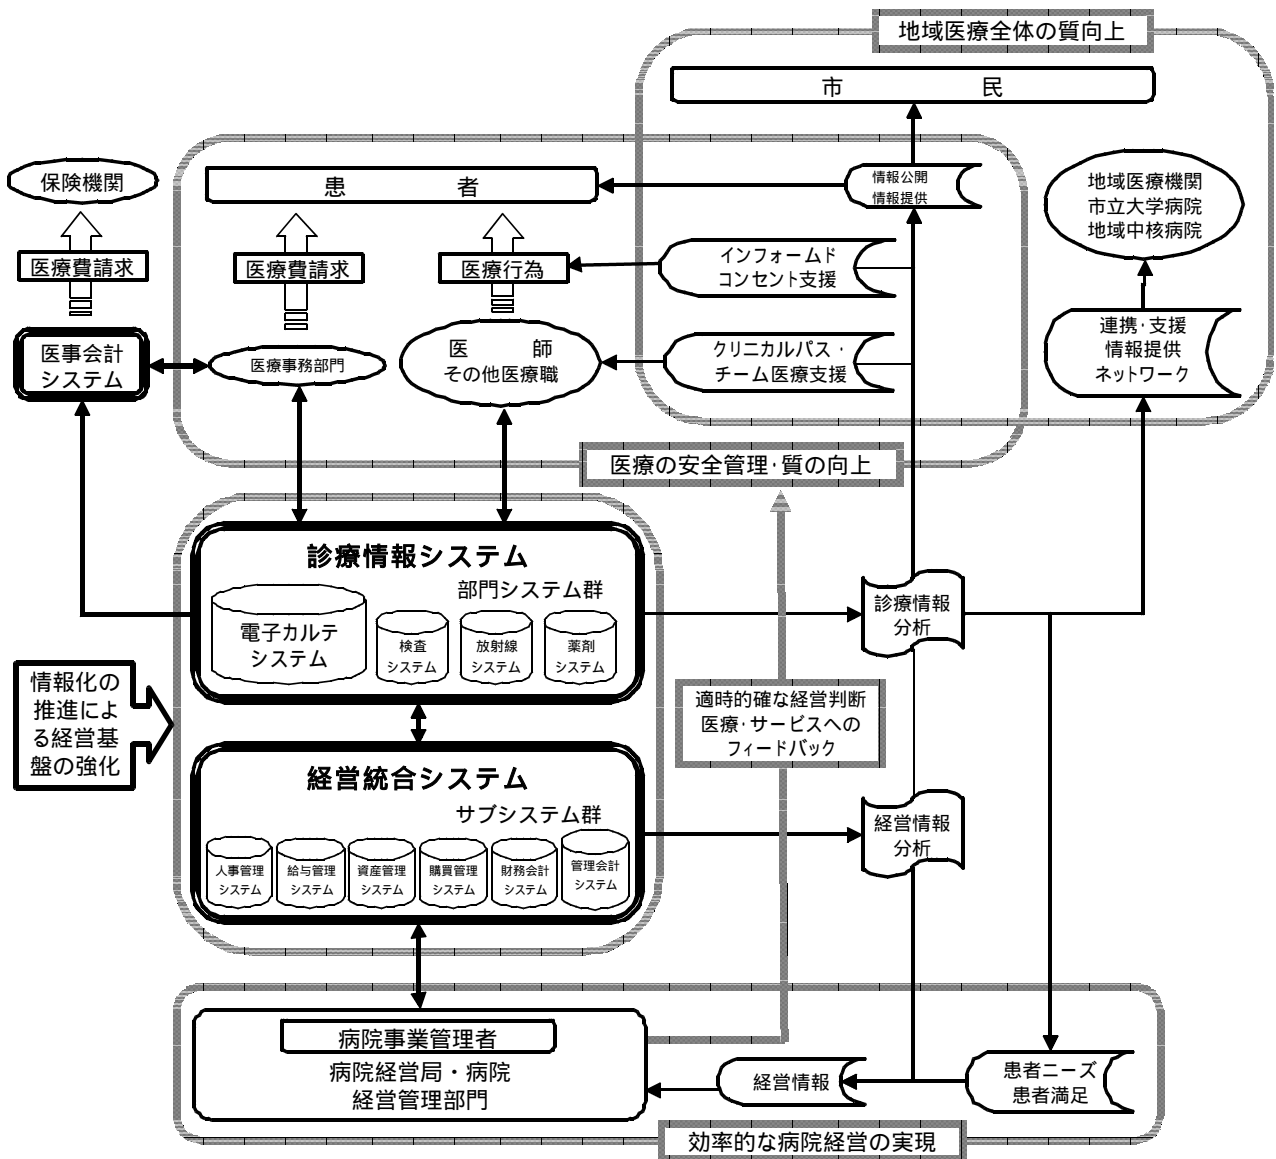 地域医療全体の質向上
市　　　　民
保険機関
患　　　　者
情報公開
情報提供
地域医療機関
市立大学病院
地域中核病院
医療費請求
医療費請求
医療行為
インフォームド
コンセント支援
医事会計
システム
医療事務部門
医　　師
その他医療職
クリニカルパス・
チーム医療支援
連携・支援
情報提供
ネットワーク
医療の安全管理・質の向上
診療情報システム
部門システム群
電子カルテ
システム
検査
システム
放射線
システム
薬剤
システム
診療情報
分析
情報化の
推進によ
る経営基
盤の強化
適時的確な経営判断
医療・サービスへの
フィードバック
経営統合システム
サブシステム群
人事管理
システム
給与管理
システム
資産管理
システム
購買管理
システム
財務会計
システム
管理会計
システム
経営情報
分析
病院事業管理者
病院経営局・病院
経営管理部門
経営情報
患者ニーズ
患者満足
効率的な病院経営の実現